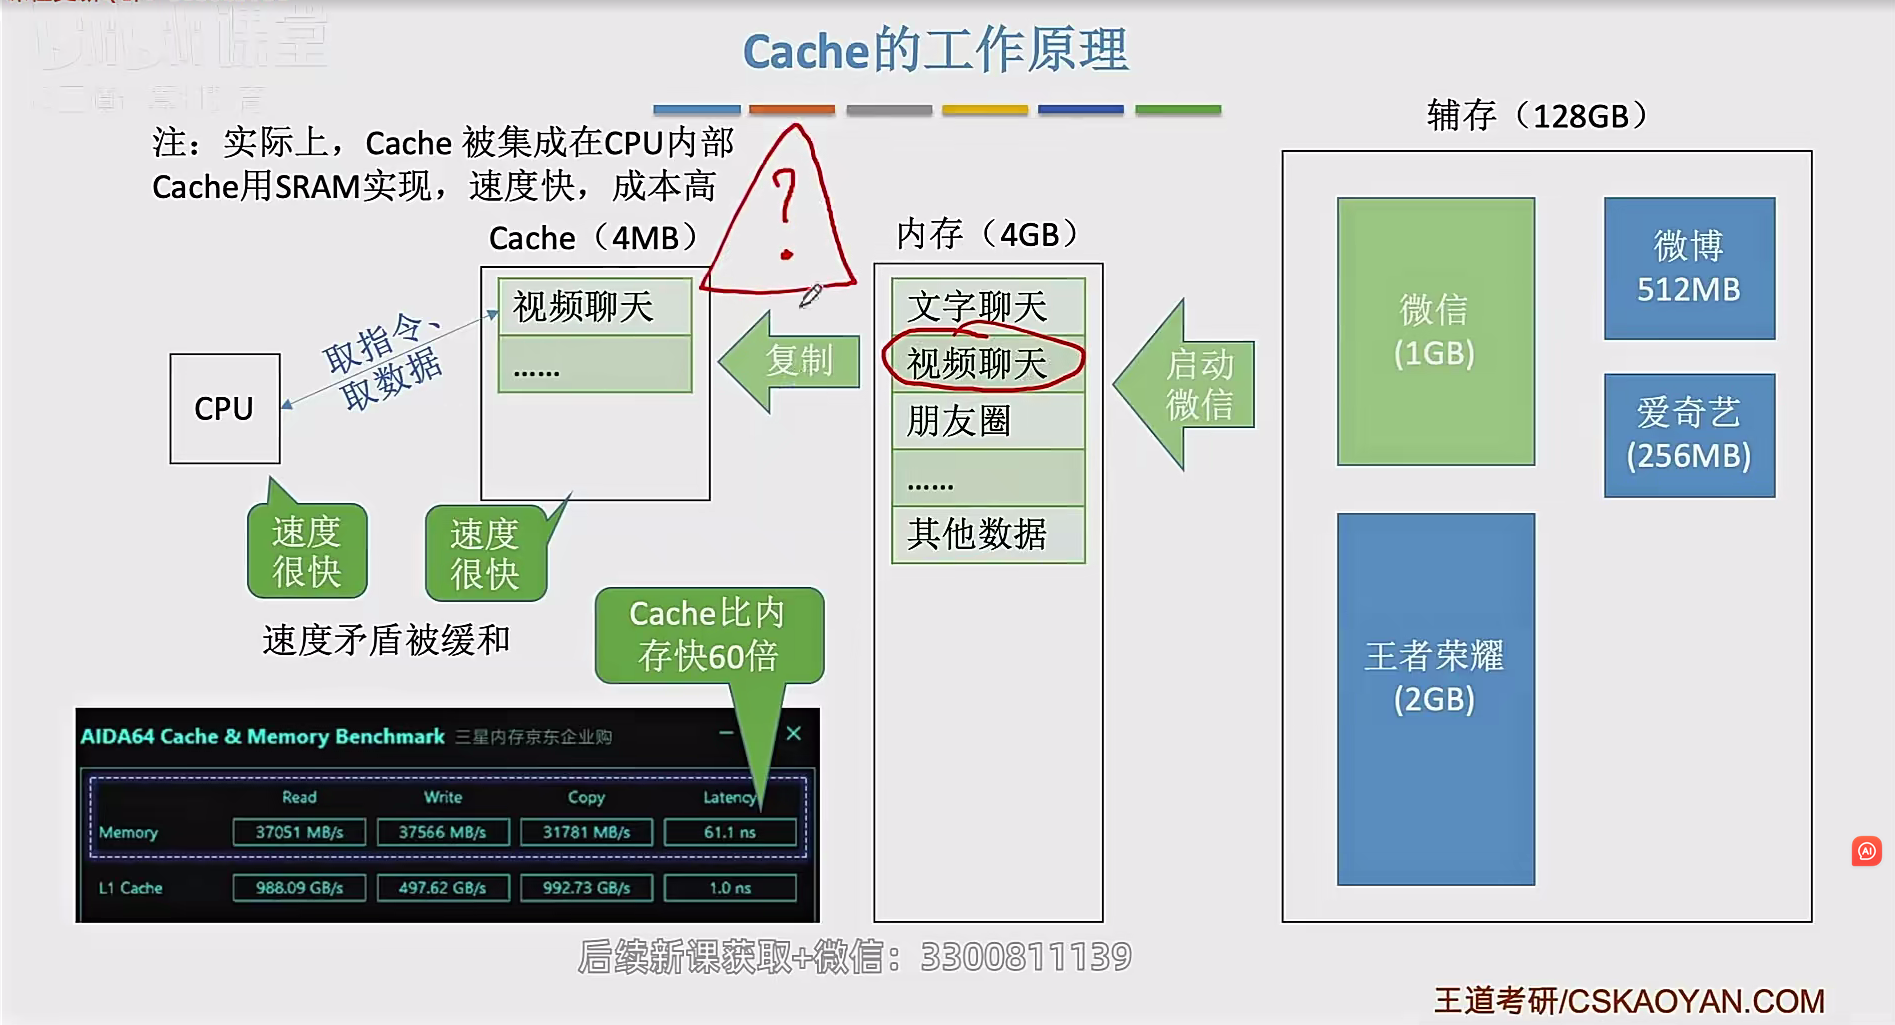 Cache的工作原理
注：实际上，Cache 被集成在CPU内部
Cache用SRAM实现，速度快，成本高
?
Cache（4MB）
视频聊天
......
CPU
取指令、
取数据
复制
内存（4GB）
文字聊天
视频聊天
朋友圈
......
其他数据
启动
微信
辅存（128GB）
微信
(1GB)
微博
512MB
爱奇艺
(256MB)
王者荣耀
(2GB)
速度
很快
速度
很快
速度矛盾被缓和
Cache比内
存快60倍
AIDA64 Cache & Memory Benchmark 三星内存京东企业购
Read Write Copy Latency
Memory 37051 MB/s 37566 MB/s 31781 MB/s 61.1 ns
L1 Cache 988.09 GB/s 497.62 GB/s 992.73 GB/s 1.0 ns
AI
后续新课获取+微信：3300811139
王道考研/CSKAOYAN.COM